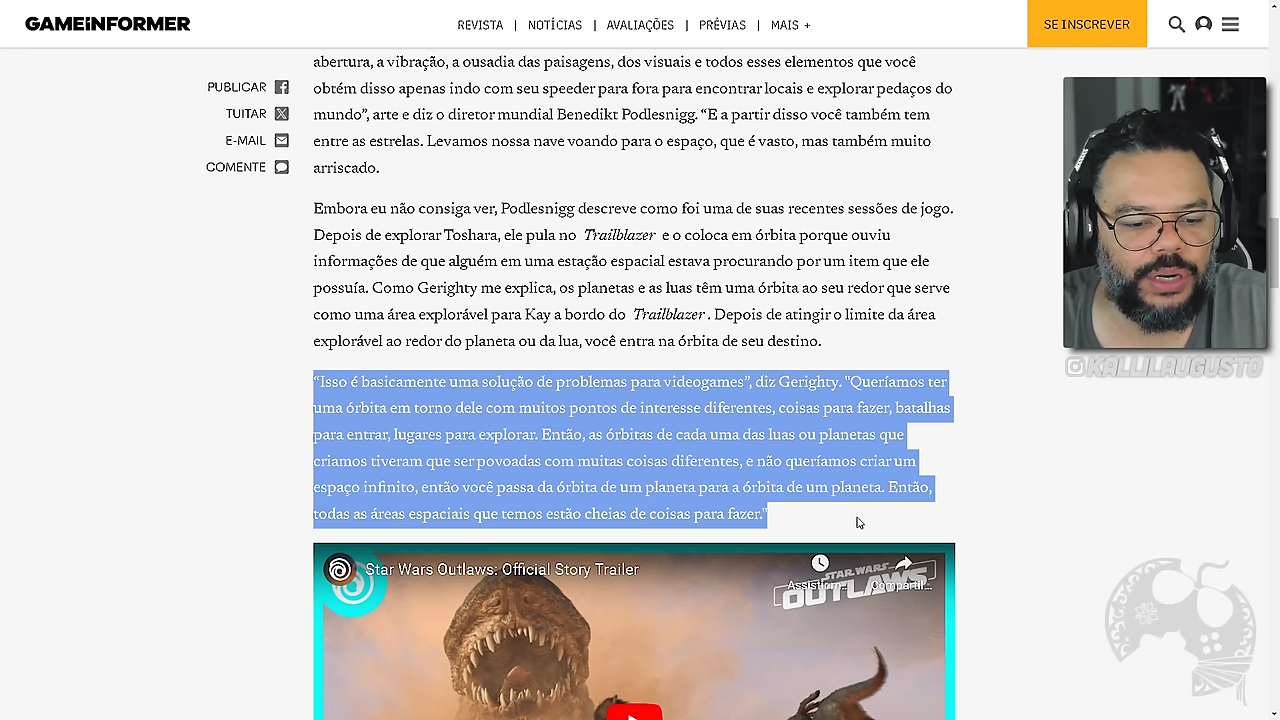 GAMEiNFORMER
REVISTA | NOTÍCIAS | AVALIAÇÕES | PRÉVIAS | MAIS +
SE INSCREVER
PUBLICAR
TUITAR
E-MAIL
COMENTE
abertura, a vibração, a ousadia das paisagens, dos visuais e todos esses elementos que você
obtém disso apenas indo com seu speeder para fora para encontrar locais e explorar pedaços do
mundo”, arte e diz o diretor mundial Benedikt Podlesnigg. “E a partir disso você também tem
entre as estrelas. Levamos nossa nave voando para o espaço, que é vasto, mas também muito
arriscado.
Embora eu não consiga ver, Podlesnigg descreve como foi uma de suas recentes sessões de jogo.
Depois de explorar Toshara, ele pula no Trailblazer e o coloca em órbita porque ouviu
informações de que alguém em uma estação espacial estava procurando por um item que ele
possuía. Como Gerighty me explica, os planetas e as luas têm uma órbita ao seu redor que serve
como uma área explorável para Kay a bordo do Trailblazer . Depois de atingir o limite da área
explorável ao redor do planeta ou da lua, você entra na órbita de seu destino.
“Isso é basicamente uma solução de problemas para videogames”, diz Gerighty. "Queríamos ter
uma órbita em torno dele com muitos pontos de interesse diferentes, coisas para fazer, batalhas
para entrar, lugares para explorar. Então, as órbitas de cada uma das luas ou planetas que
criamos tiveram que ser povoadas com muitas coisas diferentes, e não queríamos criar um
espaço infinito, então você passa da órbita de um planeta para a órbita de um planeta. Então,
todas as áreas espaciais que temos estão cheias de coisas para fazer."
Star Wars Outlaws: Official Story Trailer
Assistir m...
Compartil...
STAR WARS
OUTLAWS
@KALLILAUGUSTO